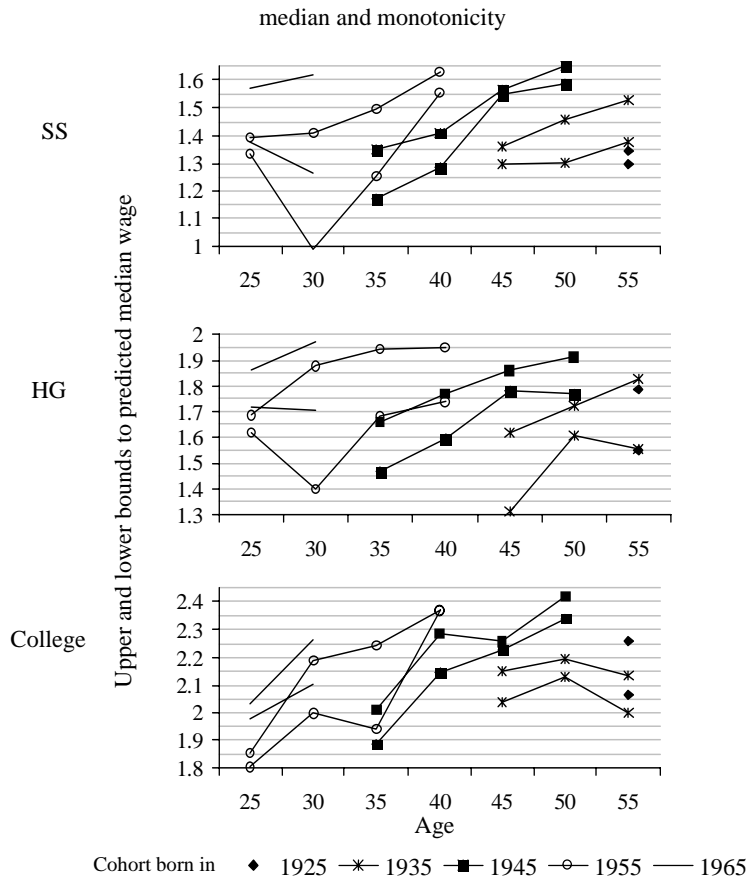 median and monotonicity
Upper and lower bounds to predicted median wage
SS
1.6
1.5
1.4
1.3
1.2
1.1
1
25 30 35 40 45 50 55
HG
2
1.9
1.8
1.7
1.6
1.5
1.4
1.3
25 30 35 40 45 50 55
College
2.4
2.3
2.2
2.1
2
1.9
1.8
25 30 35 40 45 50 55
Age
Cohort born in 1925 1935 1945 1955 1965